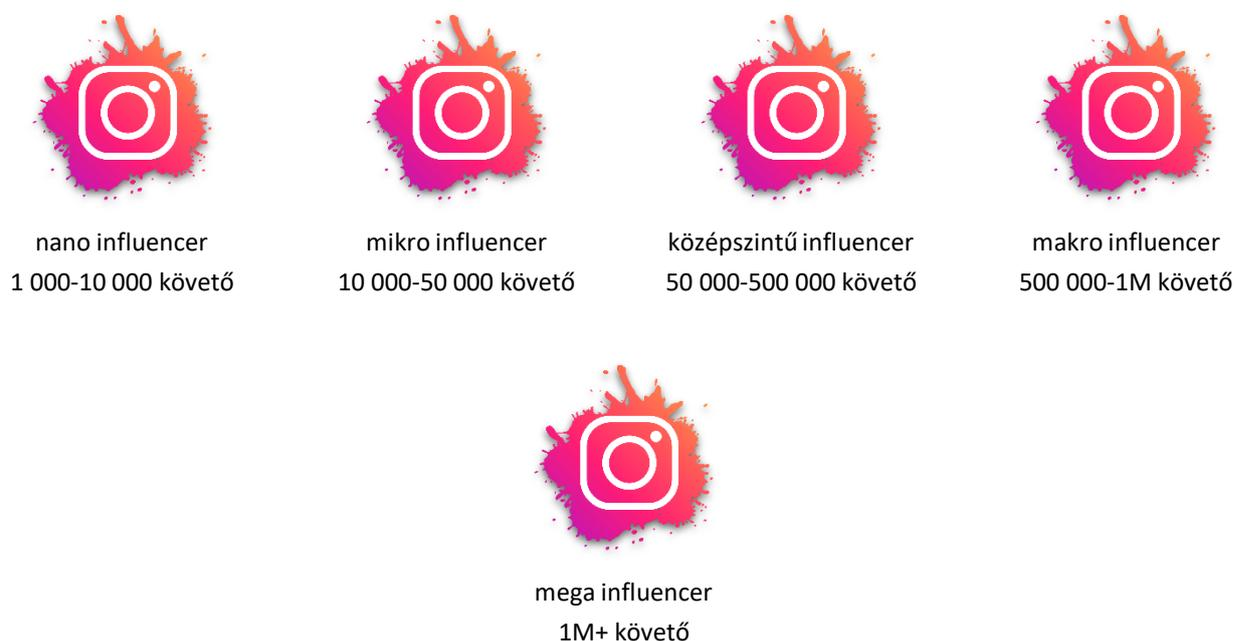 nano influencer
1 000-10 000 követő
mikro influencer
10 000-50 000 követő
középszintű influencer
50 000-500 000 követő
makro influencer
500 000-1M követő
mega influencer
1M+ követő